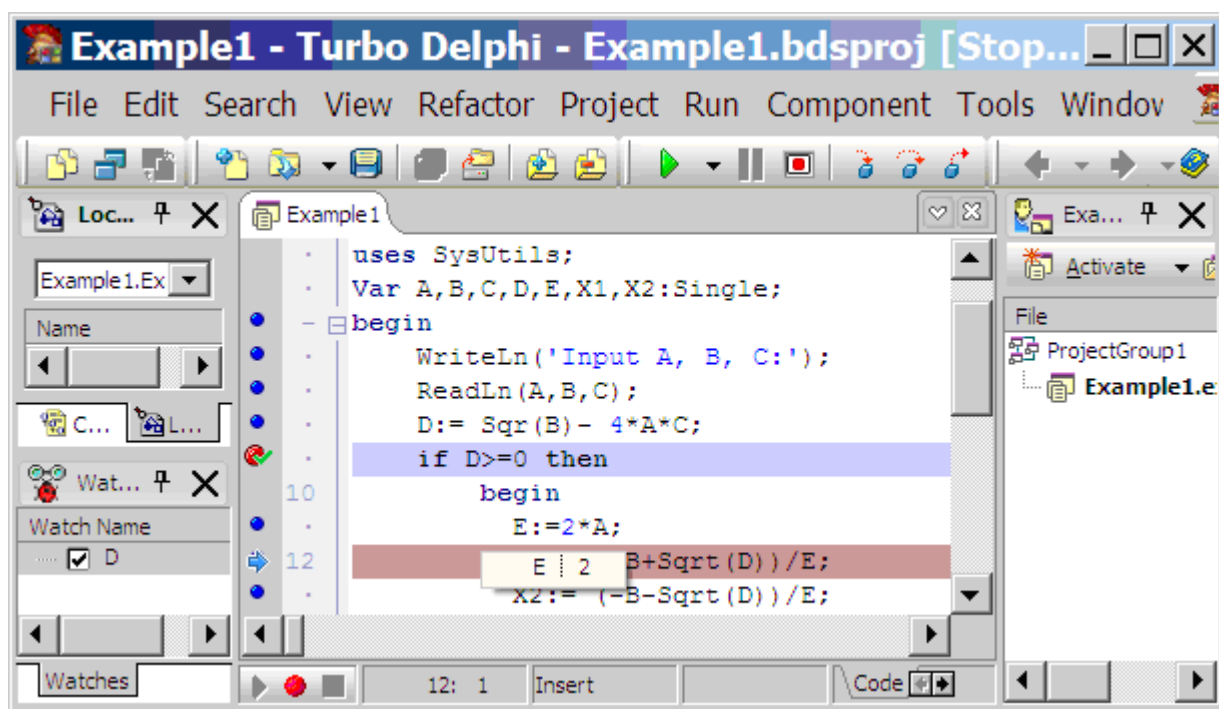 Example1 - Turbo Delphi - Example1.bdsproj [Stop...
File Edit Search View Refactor Project Run Component Tools Window
Loc...
Example1
Exa...
Activate
Example1.Ex
Name
C... L...
Wat...
Watch Name
D
Watches
uses SysUtils;
Var A,B,C,D,E,X1,X2:Single;
begin
WriteLn('Input A, B, C:');
ReadLn(A,B,C);
D:= Sqr(B)- 4*A*C;
if D>=0 then
10 begin
E:=2*A;
12 B+Sqrt(D))/E;
E 2
X2:= (-B-Sqrt(D))/E;
12: 1 Insert Code
File
ProjectGroup1
Example1.e